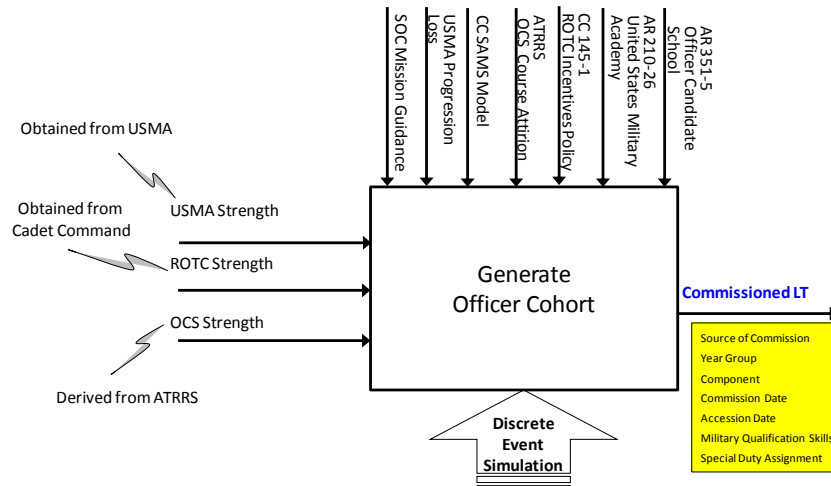 SOC Mission Guidance
USMA Progression
Loss
CC SAMS Model
ATRRS
OCS Course Attirion
CC 145-1
ROTC Incentives Policy
AR 210-26
United States Military
Academy
AR 351-5
Officer Candidate
School
Obtained from USMA
USMA Strength
Obtained from
Cadet Command
ROTC Strength
OCS Strength
Derived from ATRRS
Generate
Officer Cohort
Commissioned LT
Source of Commission
Year Group
Component
Commission Date
Accession Date
Military Qualification Skills
Special Duty Assignment
Discrete
Event
Simulation